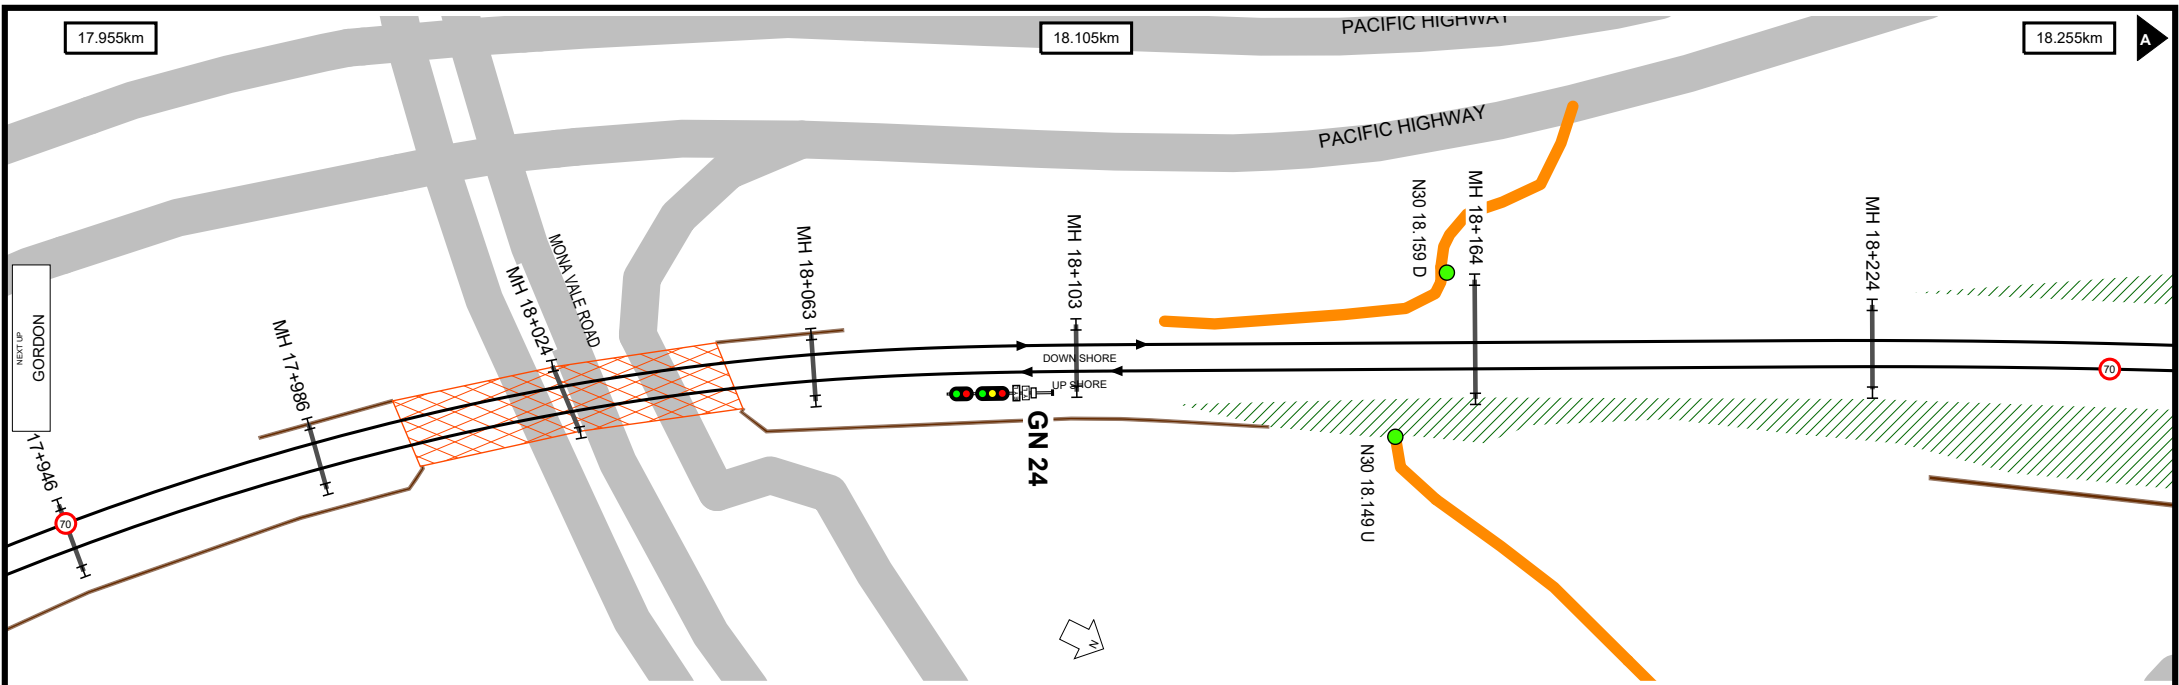 17.955km
18.105km
18.255km
A
PACIFIC HIGHWAY
PACIFIC HIGHWAY
NEXT UP
GORDON
17+946
70
MH 17+986
MH 18+024
MONA VALE ROAD
MH 18+063
MH 18+103
DOWN SHORE
UP SHORE
GN 24
N30 18.159 D
MH 18+164
N30 18.149 U
MH 18+224
70
N